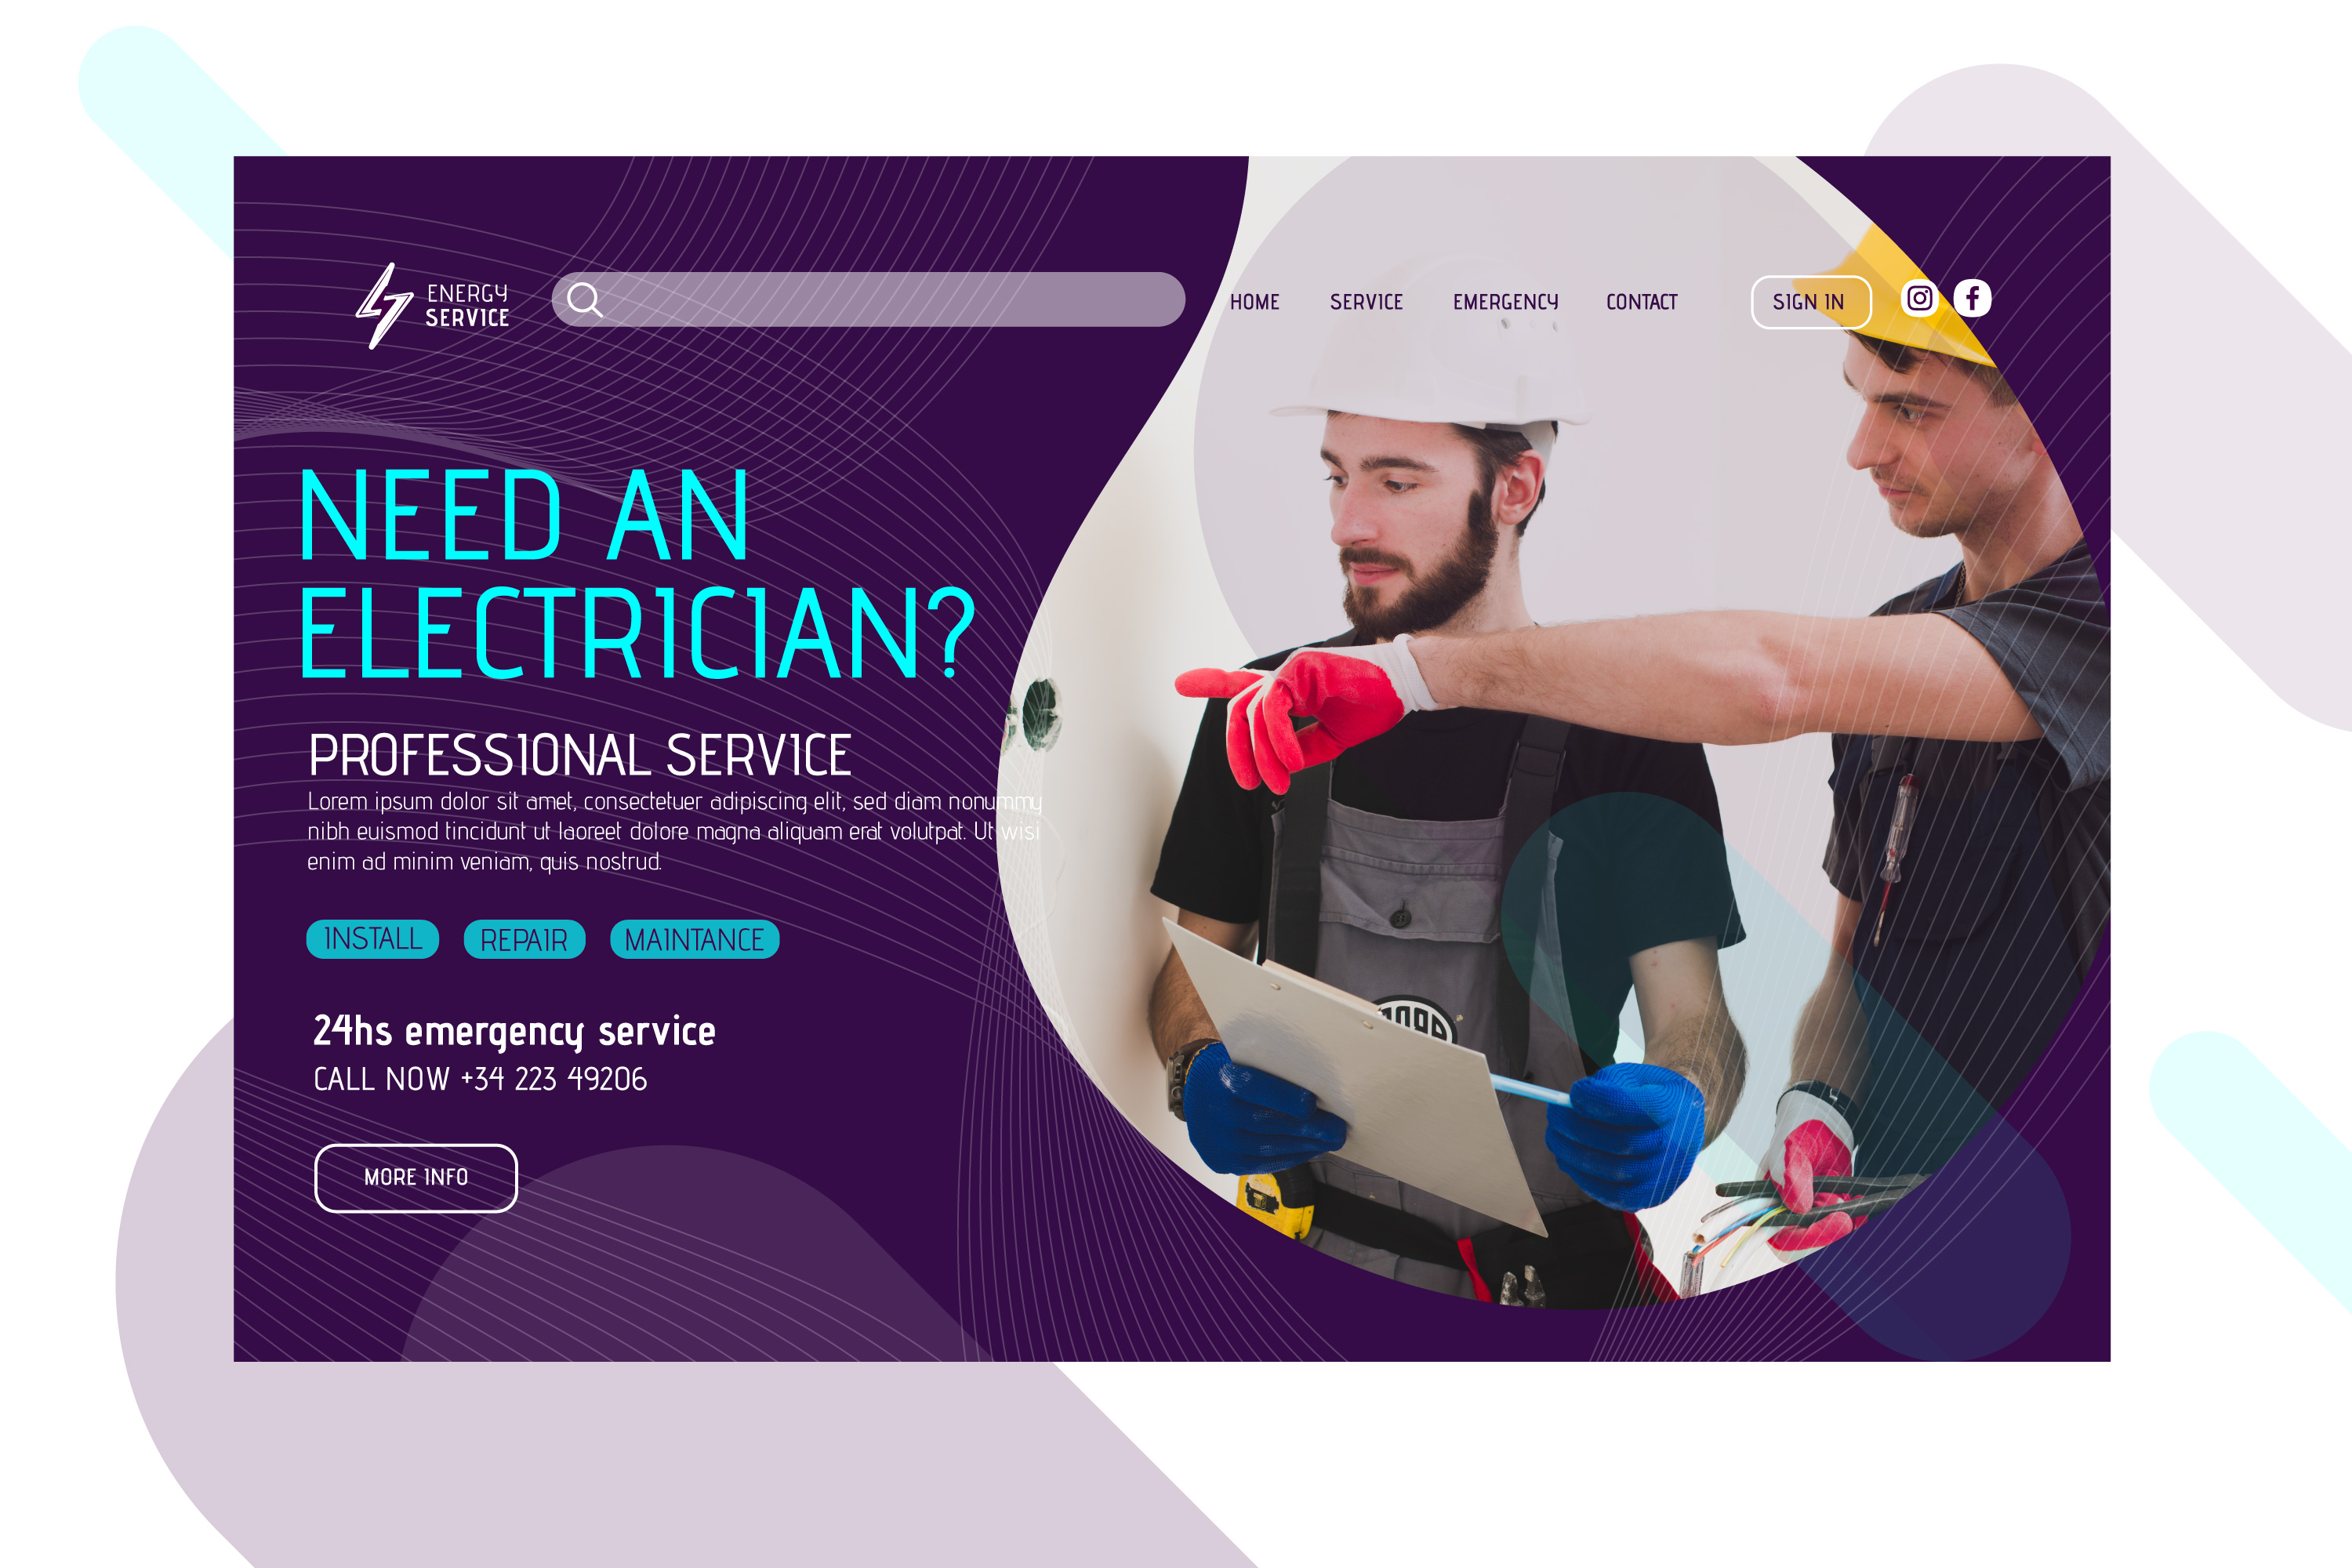 ENERGY
SERVICE
HOME SERVICE EMERGENCY CONTACT SIGN IN
NEED AN
ELECTRICIAN?
PROFESSIONAL SERVICE
Lorem ipsum dolor sit amet, consectetuer adipiscing elit, sed diam nonummy
nibh euismod tincidunt ut laoreet dolore magna aliquam erat volutpat. Ut wisi
enim ad minim veniam, quis nostrud.
INSTALL REPAIR MAINTANCE
24hs emergency service
CALL NOW +34 223 49206
MORE INFO